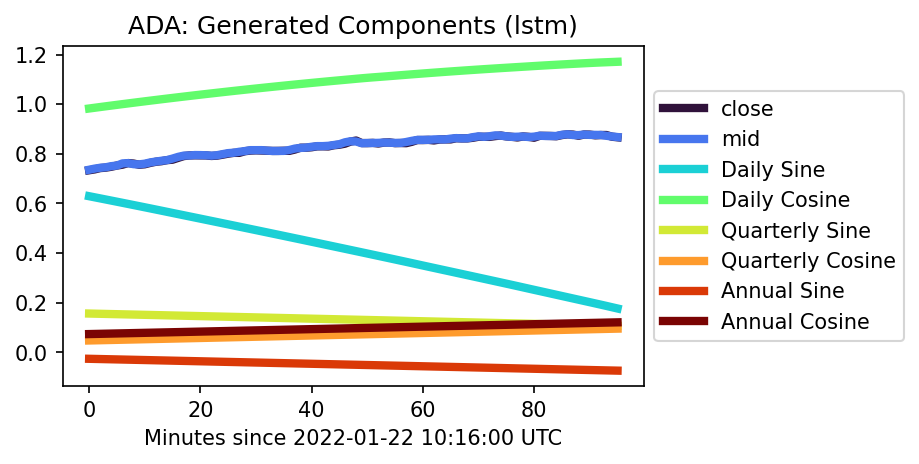 ADA: Generated Components (lstm)
1.2
1.0
0.8
0.6
0.4
0.2
0.0
0 20 40 60 80
Minutes since 2022-01-22 10:16:00 UTC
close
mid
Daily Sine
Daily Cosine
Quarterly Sine
Quarterly Cosine
Annual Sine
Annual Cosine